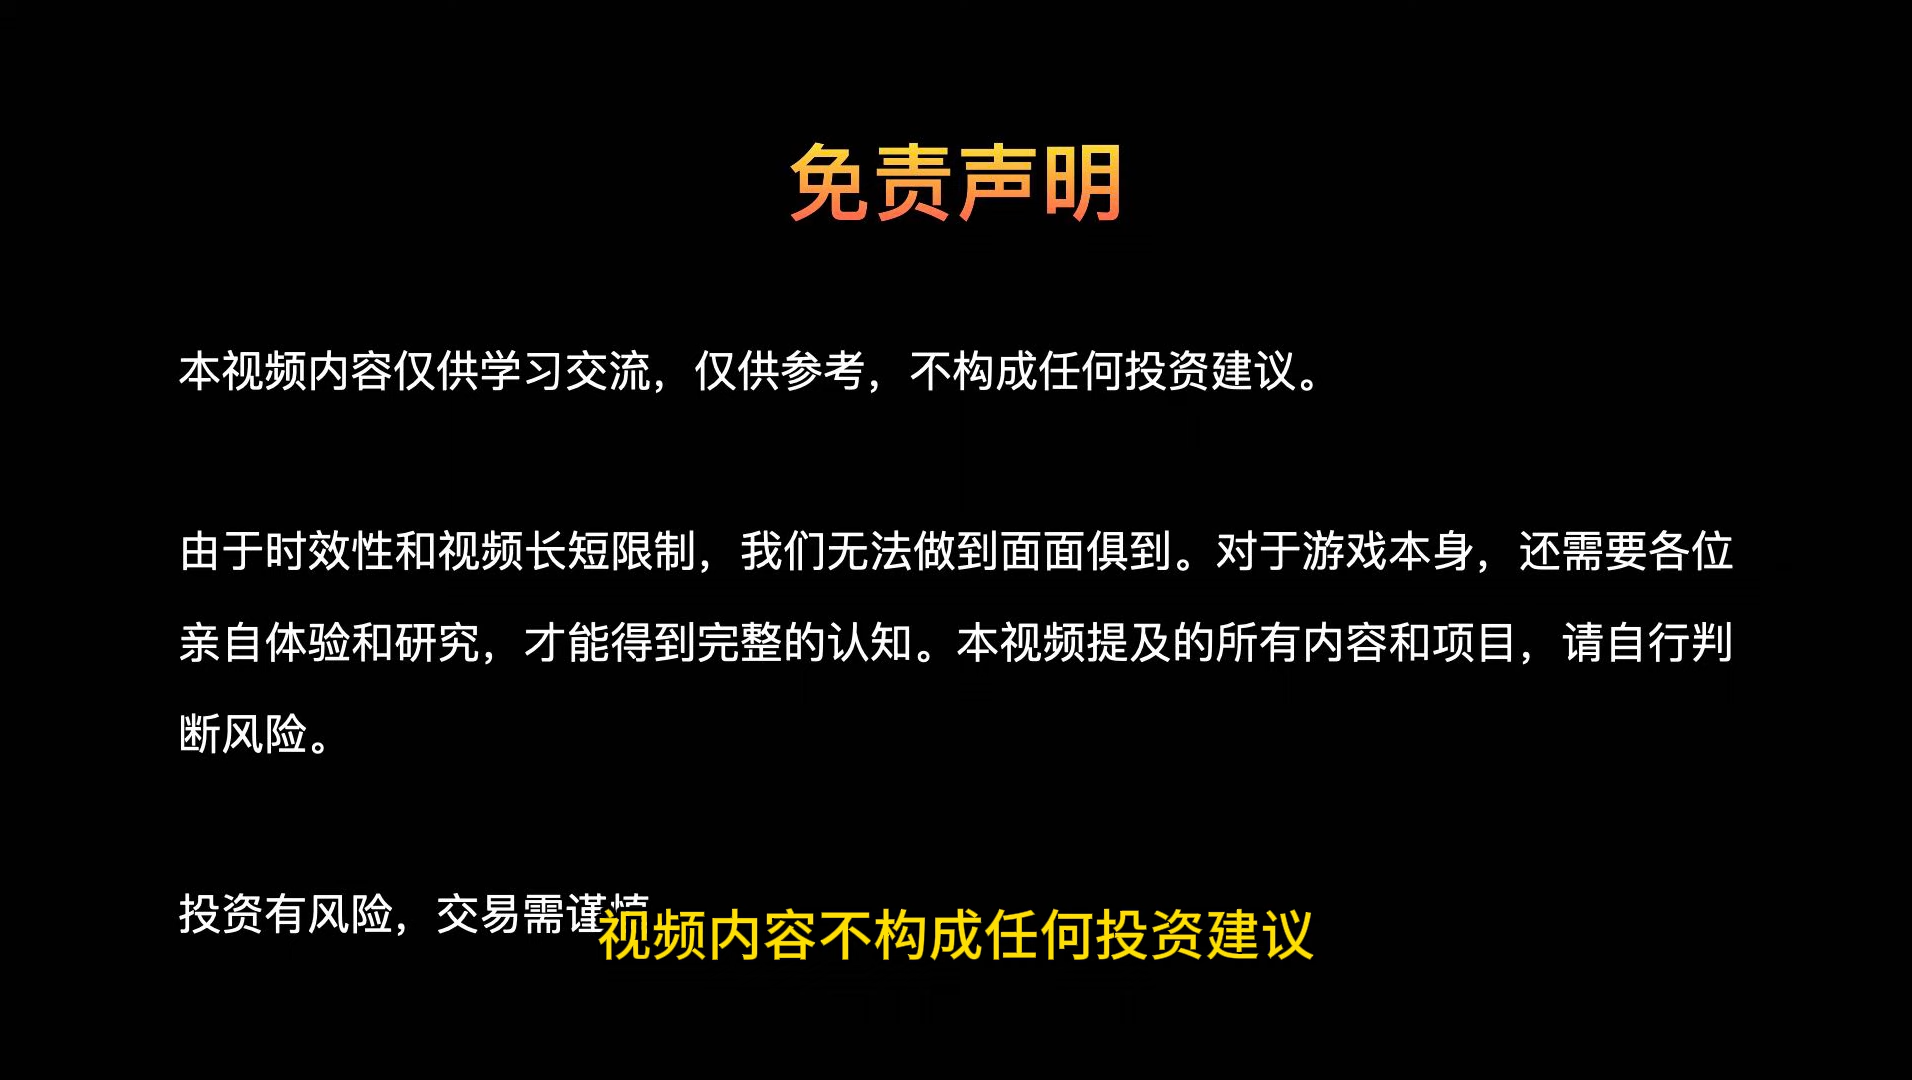 免责声明
本视频内容仅供学习交流，仅供参考，不构成任何投资建议。
由于时效性和视频长短限制，我们无法做到面面俱到。对于游戏本身，还需要各位
亲自体验和研究，才能得到完整的认知。本视频提及的所有内容和项目，请自行判
断风险。
投资有风险，交易需谨慎
视频内容不构成任何投资建议